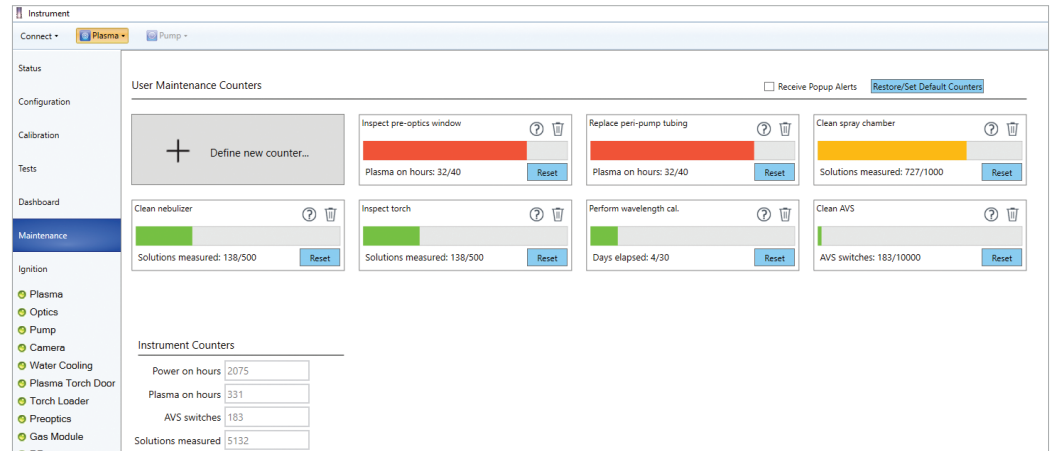 Instrument
Connect
Plasma
Pump
Status
Configuration
Calibration
Tests
Dashboard
Maintenance
Ignition
Plasma
Optics
Pump
Camera
Water Cooling
Plasma Torch Door
Torch Loader
Preoptics
Gas Module
User Maintenance Counters
Receive Popup Alerts
Restore/Set Default Counters
Define new counter...
Inspect pre-optics window
Plasma on hours: 32/40
Reset
Replace peri-pump tubing
Plasma on hours: 32/40
Reset
Clean spray chamber
Solutions measured: 727/1000
Reset
Clean nebulizer
Solutions measured: 138/500
Reset
Inspect torch
Solutions measured: 138/500
Reset
Perform wavelength cal.
Days elapsed: 4/30
Reset
Clean AVS
AVS switches: 183/10000
Reset
Instrument Counters
Power on hours 2075
Plasma on hours 331
AVS switches 183
Solutions measured 5132